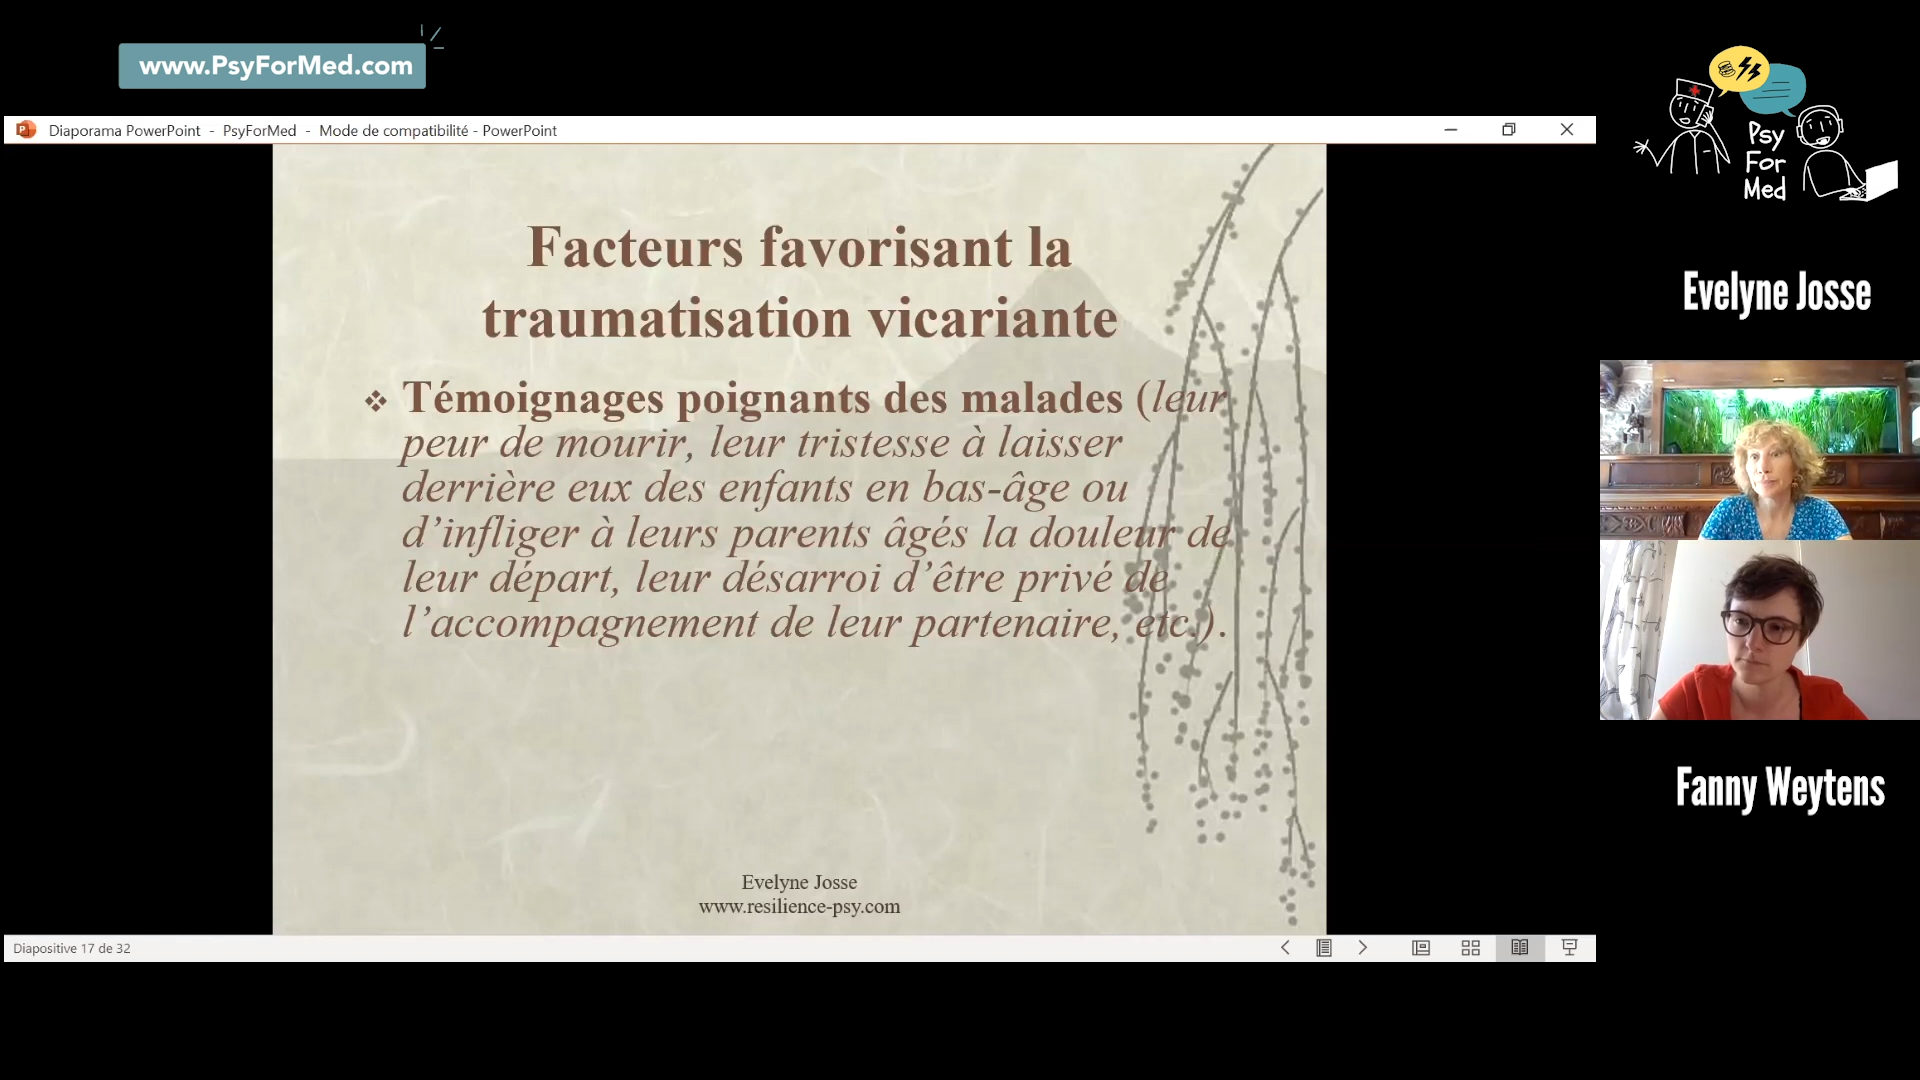 www.PsyForMed.com
Diaporama PowerPoint - PsyForMed - Mode de compatibilité - PowerPoint
Psy
For
Med
Facteurs favorisant la
traumatisation vicariante
❖ Témoignages poignants des malades (leur
peur de mourir, leur tristesse à laisser
derrière eux des enfants en bas-âge ou
d’infliger à leurs parents âgés la douleur de
leur départ, leur désarroi d’être privé de
l’accompagnement de leur partenaire, etc.).
Evelyne Josse
www.resilience-psy.com
Diapositive 17 de 32
Evelyne Josse
Fanny Weytens